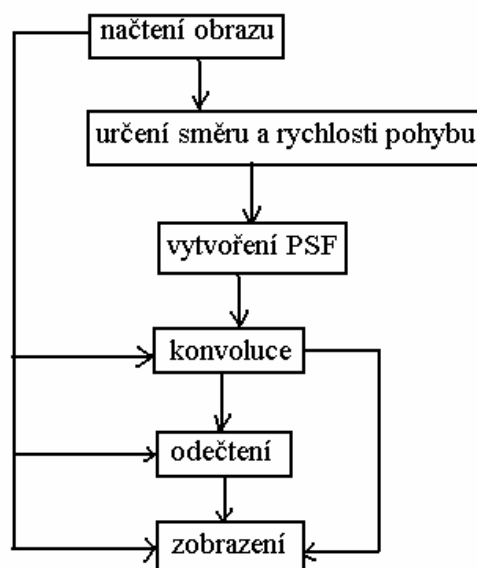 načtení obrazu
určení směru a rychlosti pohybu
vytvoření PSF
konvoluce
odečtení
zobrazení